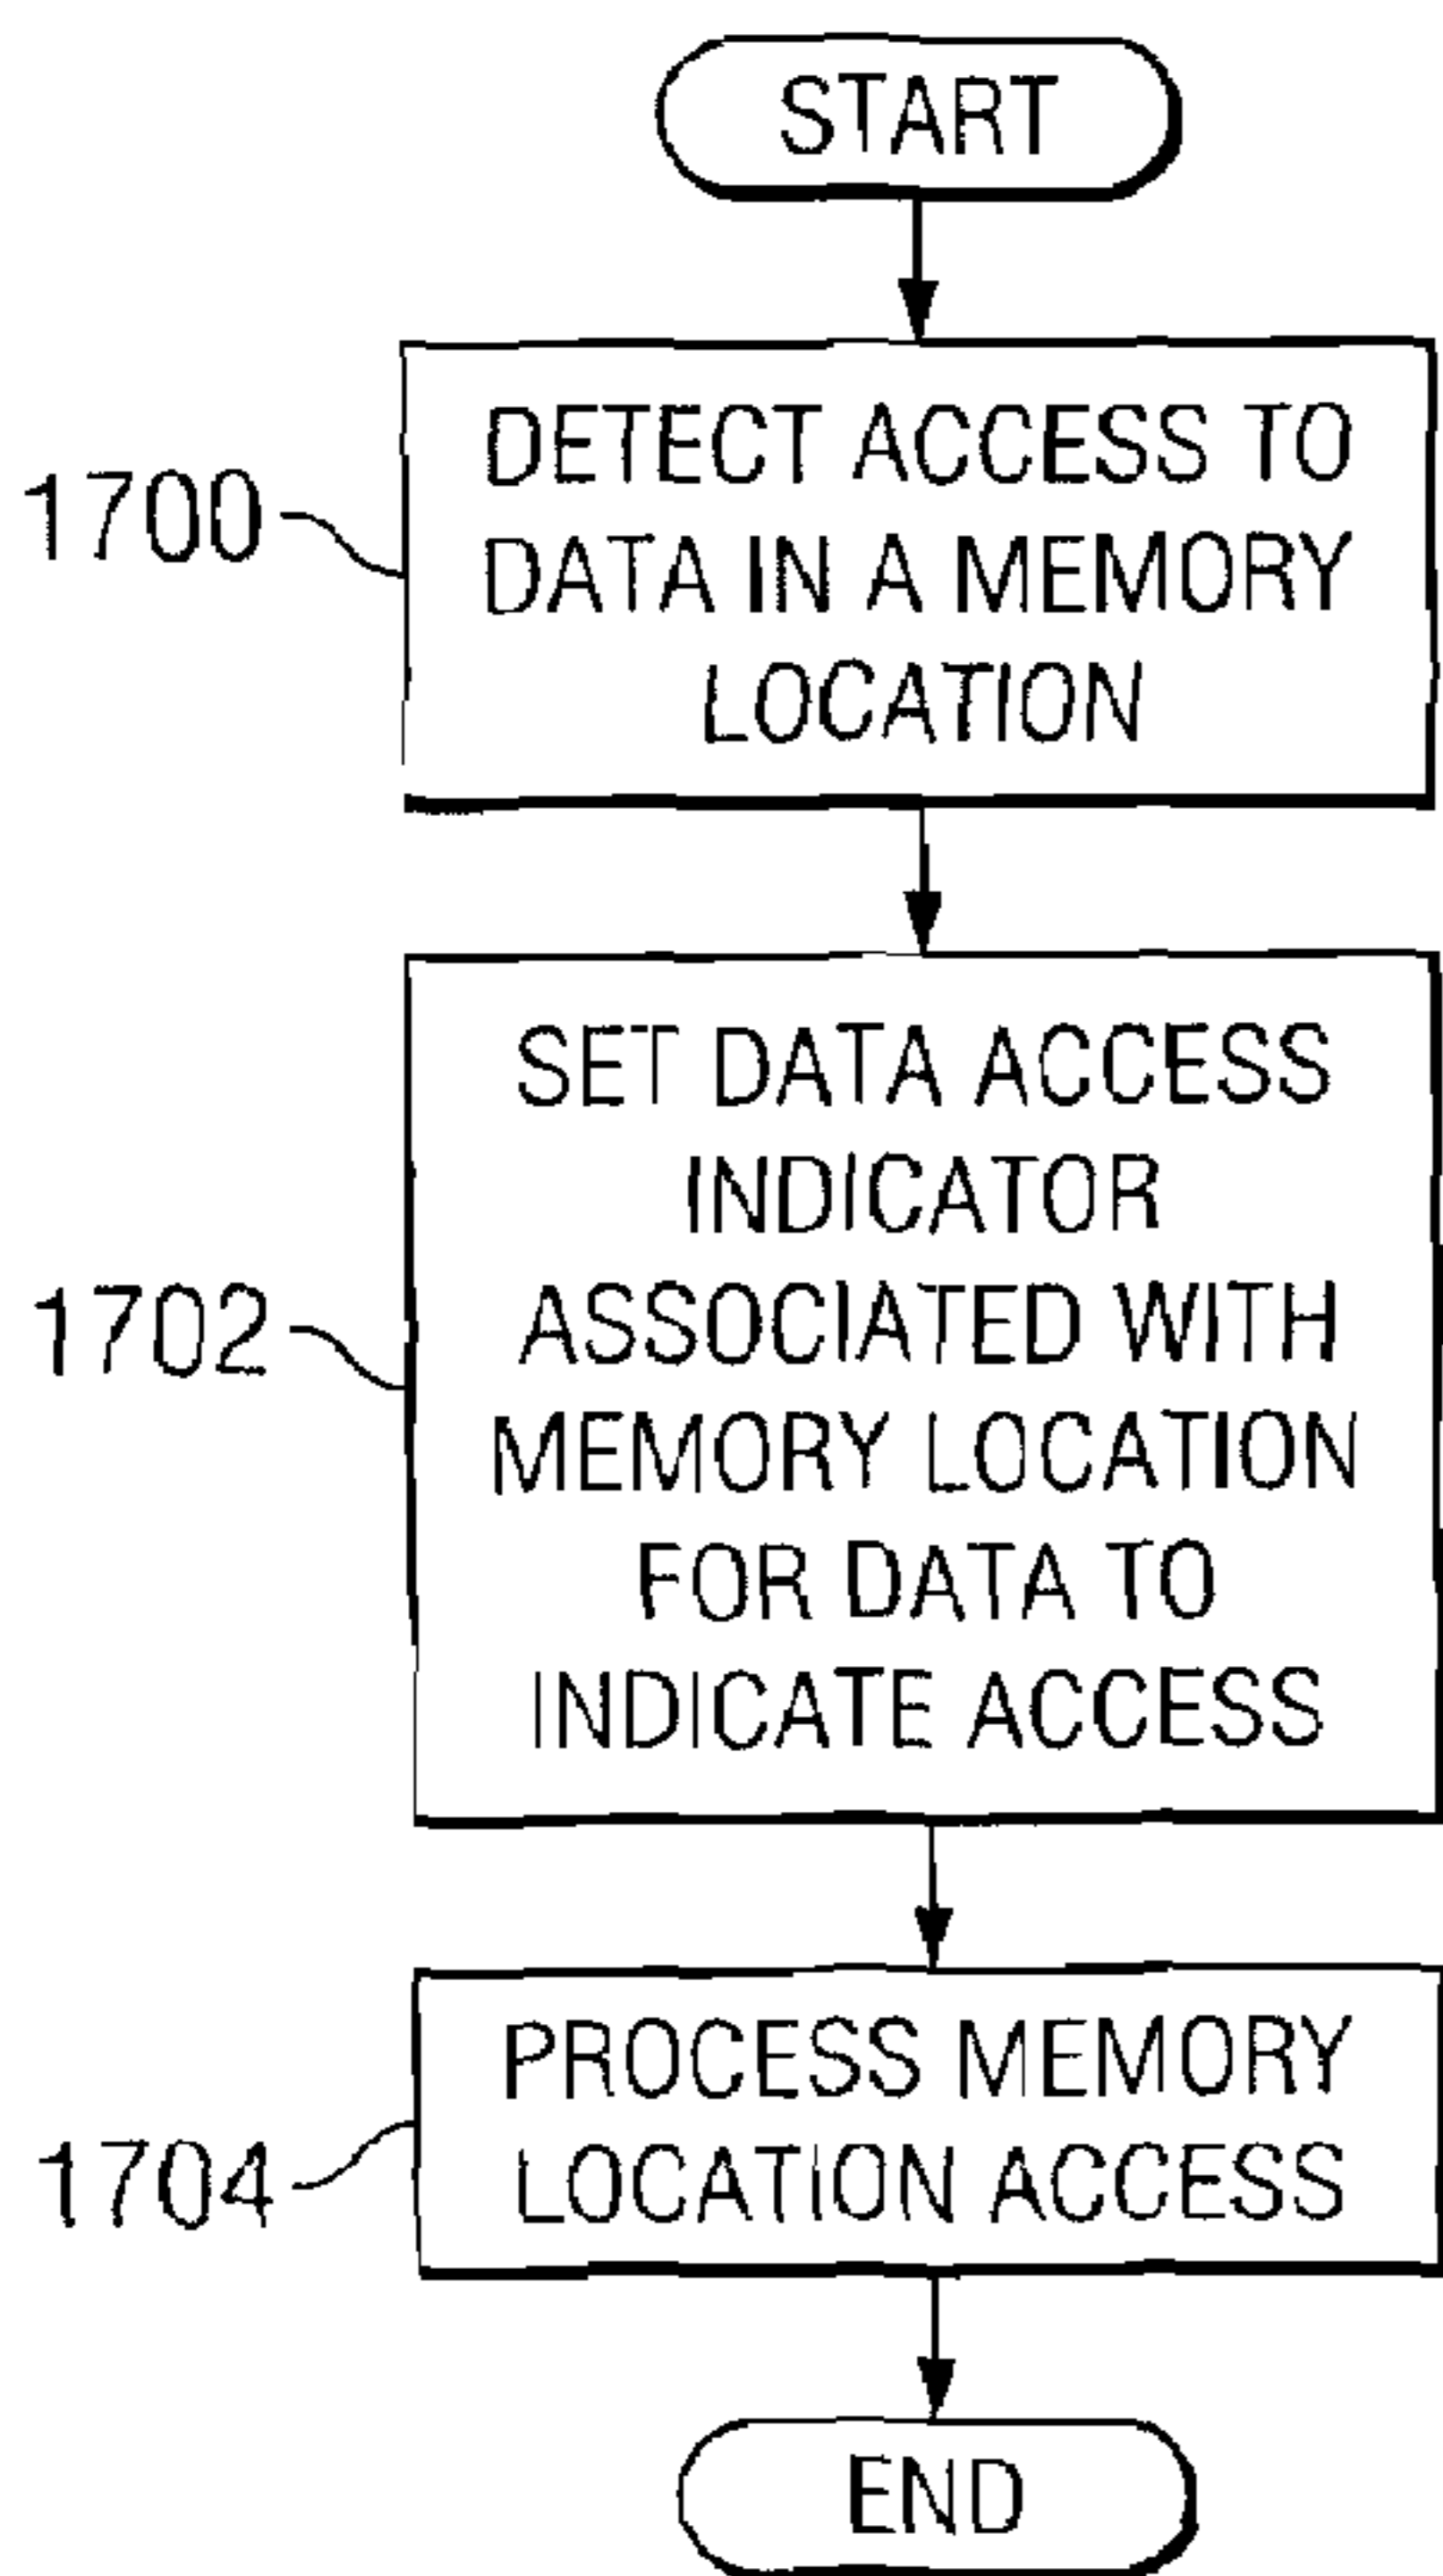 START
1700
DETECT ACCESS TO
DATA IN A MEMORY
LOCATION
1702
SET DATA ACCESS
INDICATOR
ASSOCIATED WITH
MEMORY LOCATION
FOR DATA TO
INDICATE ACCESS
1704
PROCESS MEMORY
LOCATION ACCESS
END